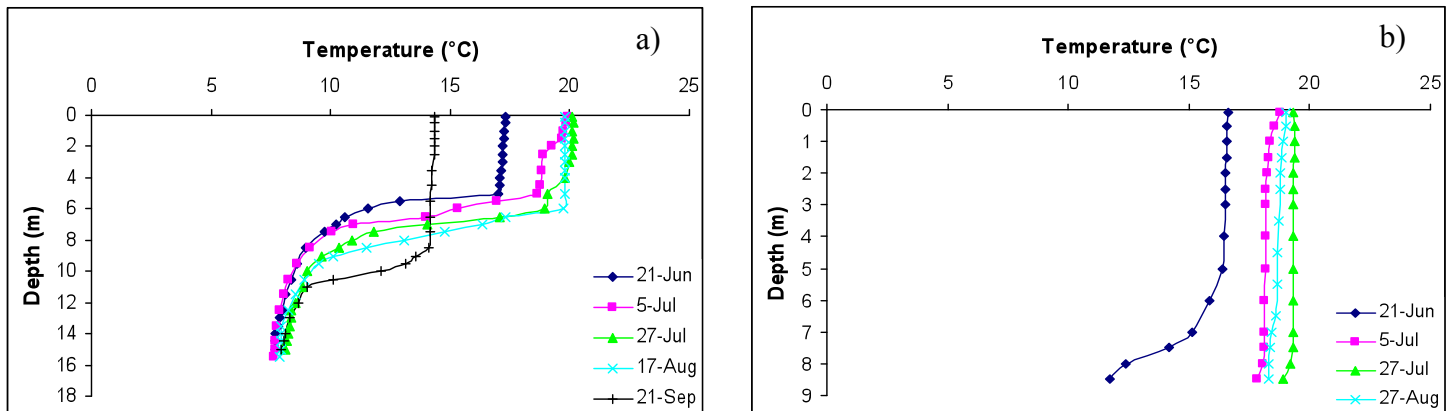 a)
Temperature (°C)
0 5 10 15 20 25
0
2
4
6
8
10
12
14
16
18
Depth (m)
21-Jun
5-Jul
27-Jul
17-Aug
21-Sep
b)
Temperature (°C)
0 5 10 15 20 25
0
1
2
3
4
5
6
7
8
9
Depth (m)
21-Jun
5-Jul
27-Jul
27-Aug